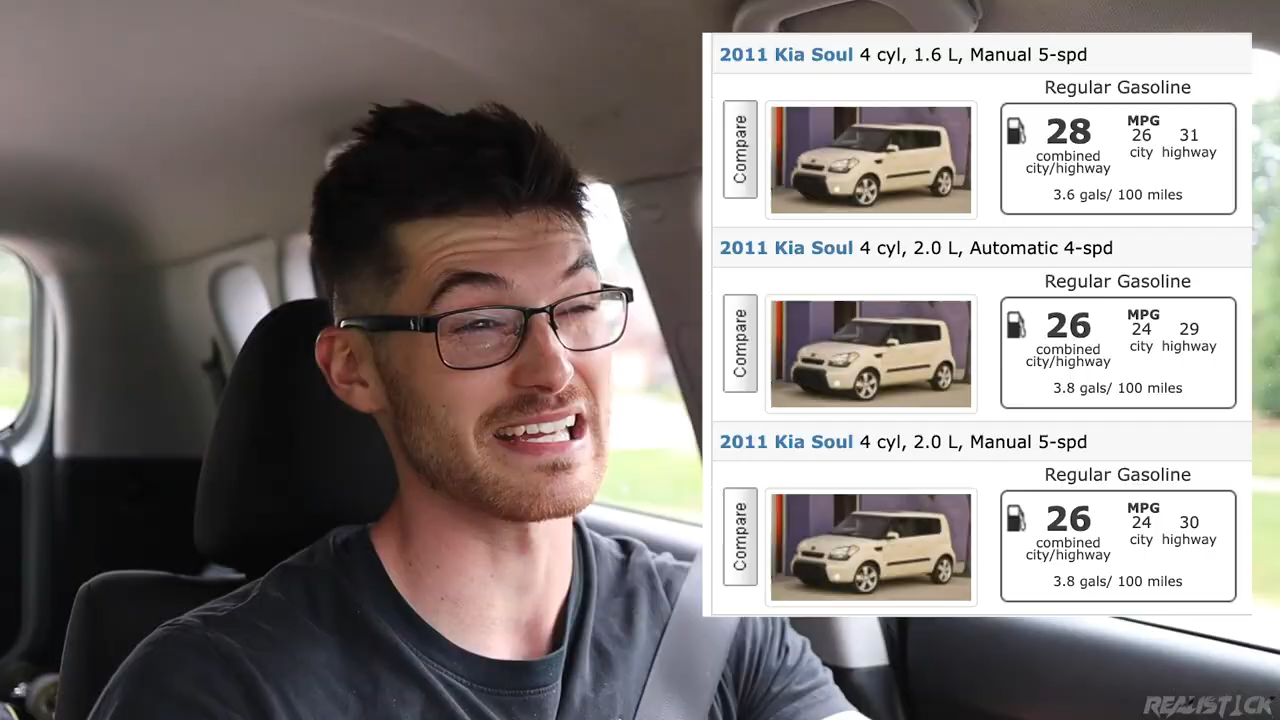 2011 Kia Soul 4 cyl, 1.6 L, Manual 5-spd
Compare
Regular Gasoline
28
combined
city/highway
MPG
26 31
city highway
3.6 gals/ 100 miles
2011 Kia Soul 4 cyl, 2.0 L, Automatic 4-spd
Compare
Regular Gasoline
26
combined
city/highway
MPG
24 29
city highway
3.8 gals/ 100 miles
2011 Kia Soul 4 cyl, 2.0 L, Manual 5-spd
Compare
Regular Gasoline
26
combined
city/highway
MPG
24 30
city highway
3.8 gals/ 100 miles
REALISTICK